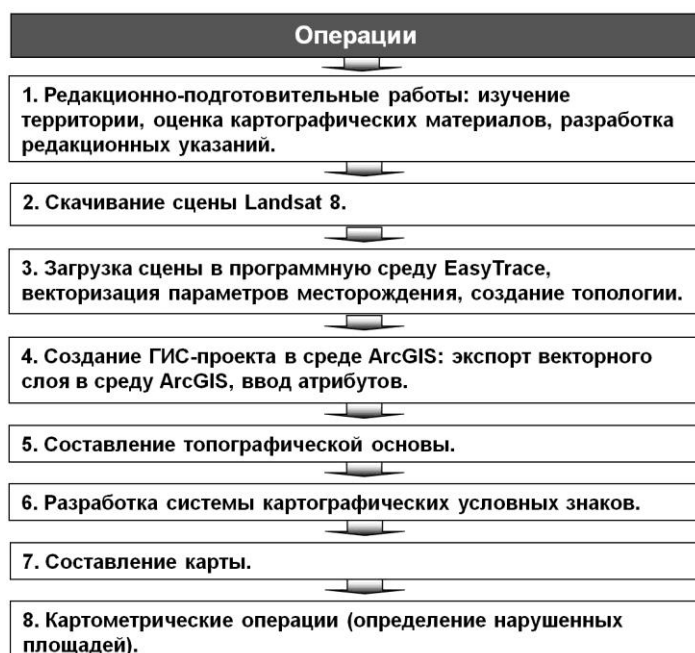 Операции
1. Редакционно-подготовительные работы: изучение
территории, оценка картографических материалов, разработка
редакционных указаний.
2. Скачивание сцены Landsat 8.
3. Загрузка сцены в программную среду EasyTrace,
векторизация параметров месторождения, создание топологии.
4. Создание ГИС-проекта в среде ArcGIS: экспорт векторного
слоя в среду ArcGIS, ввод атрибутов.
5. Составление топографической основы.
6. Разработка системы картографических условных знаков.
7. Составление карты.
8. Картометрические операции (определение нарушенных
площадей).